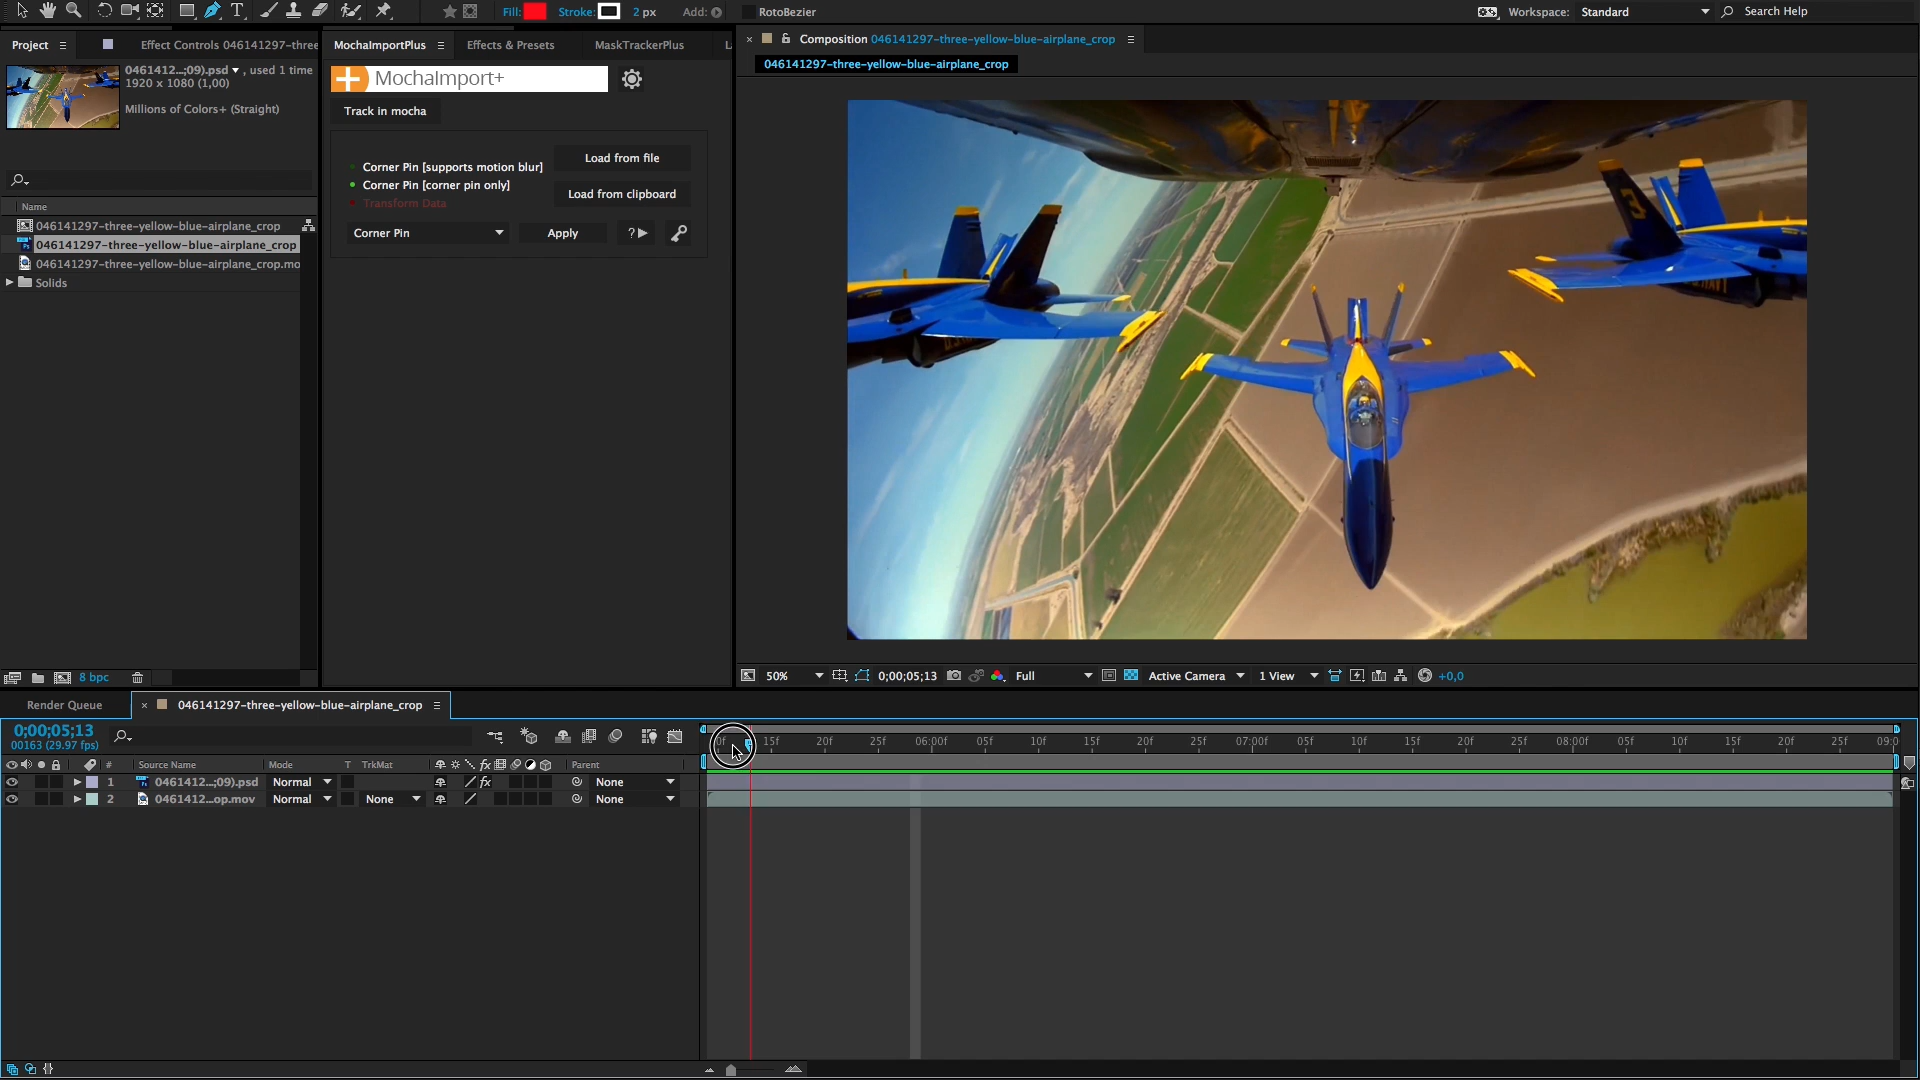 Fill: Stroke: 2 px Add: RotoBezier Workspace: Standard Search Help
Project Effect Controls 046141297-three MochaImportPlus Effects & Presets MaskTrackerPlus Composition 046141297-three-yellow-blue-airplane_crop
0461412...;09).psd , used 1 time
1920 x 1080 (1,00)
Millions of Colors+ (Straight)
MochaImport+
046141297-three-yellow-blue-airplane_crop
Track in mocha
Corner Pin [supports motion blur]
Corner Pin [corner pin only]
Transform Data
Load from file
Load from clipboard
Corner Pin Apply ?
Name
046141297-three-yellow-blue-airplane_crop
046141297-three-yellow-blue-airplane_crop
046141297-three-yellow-blue-airplane_crop.mo
Solids
3
8 bpc
50% 0;00;05;13 Full Active Camera 1 View +0,0
Render Queue 046141297-three-yellow-blue-airplane_crop
0;00;05;13
00163 (29.97 fps)
0f 15f 20f 25f 06:00f 05f 10f 15f 20f 25f 07:00f 05f 10f 15f 20f 25f 08:00f 05f 10f 15f 20f 25f 09:0
# Source Name Mode T TrkMat fx Parent
1 0461412...;09).psd Normal fx None
2 0461412...op.mov Normal None None